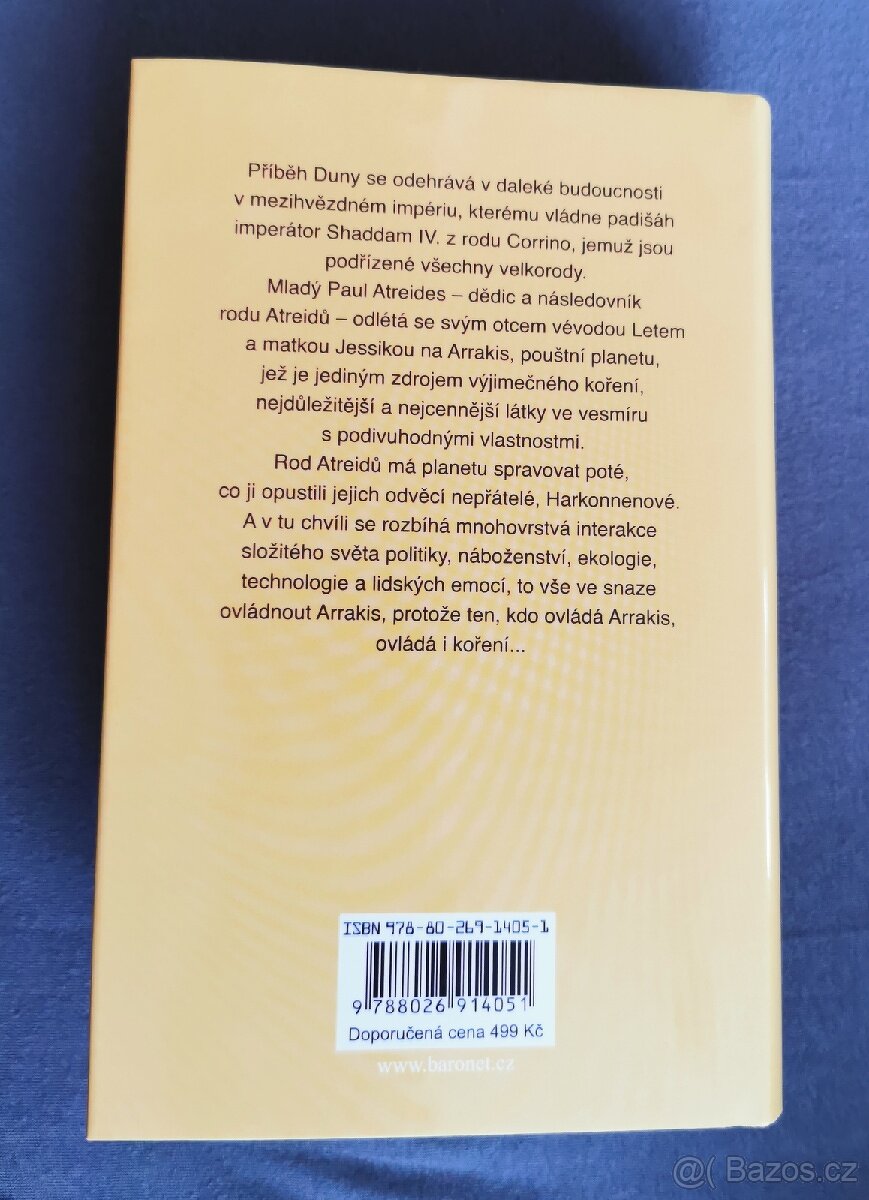 Příběh Duny se odehrává v daleké budoucnosti
v mezihvězdném impériu, kterému vládne padišáh
imperátor Shaddam IV. z rodu Corrino, jemuž jsou
podřízené všechny velkorody.
Mladý Paul Atreides – dědic a následovník
rodu Atreidů – odlétá se svým otcem vévodou Letem
a matkou Jessikou na Arrakis, pouštní planetu,
jež je jediným zdrojem výjimečného koření,
nejdůležitější a nejcennější látky ve vesmíru
s podivuhodnými vlastnostmi.
Rod Atreidů má planetu spravovat poté,
co ji opustili jejich odvěcí nepřátelé, Harkonnenové.
A v tu chvíli se rozbíhá mnohovrstvá interakce
složitého světa politiky, náboženství, ekologie,
technologie a lidských emocí, to vše ve snaze
ovládnout Arrakis, protože ten, kdo ovládá Arrakis,
ovládá i koření...
ISBN 978-80-269-1405-1
9 788026 914051
Doporučená cena 499 Kč
www.baronet.cz
@( Bazos.cz